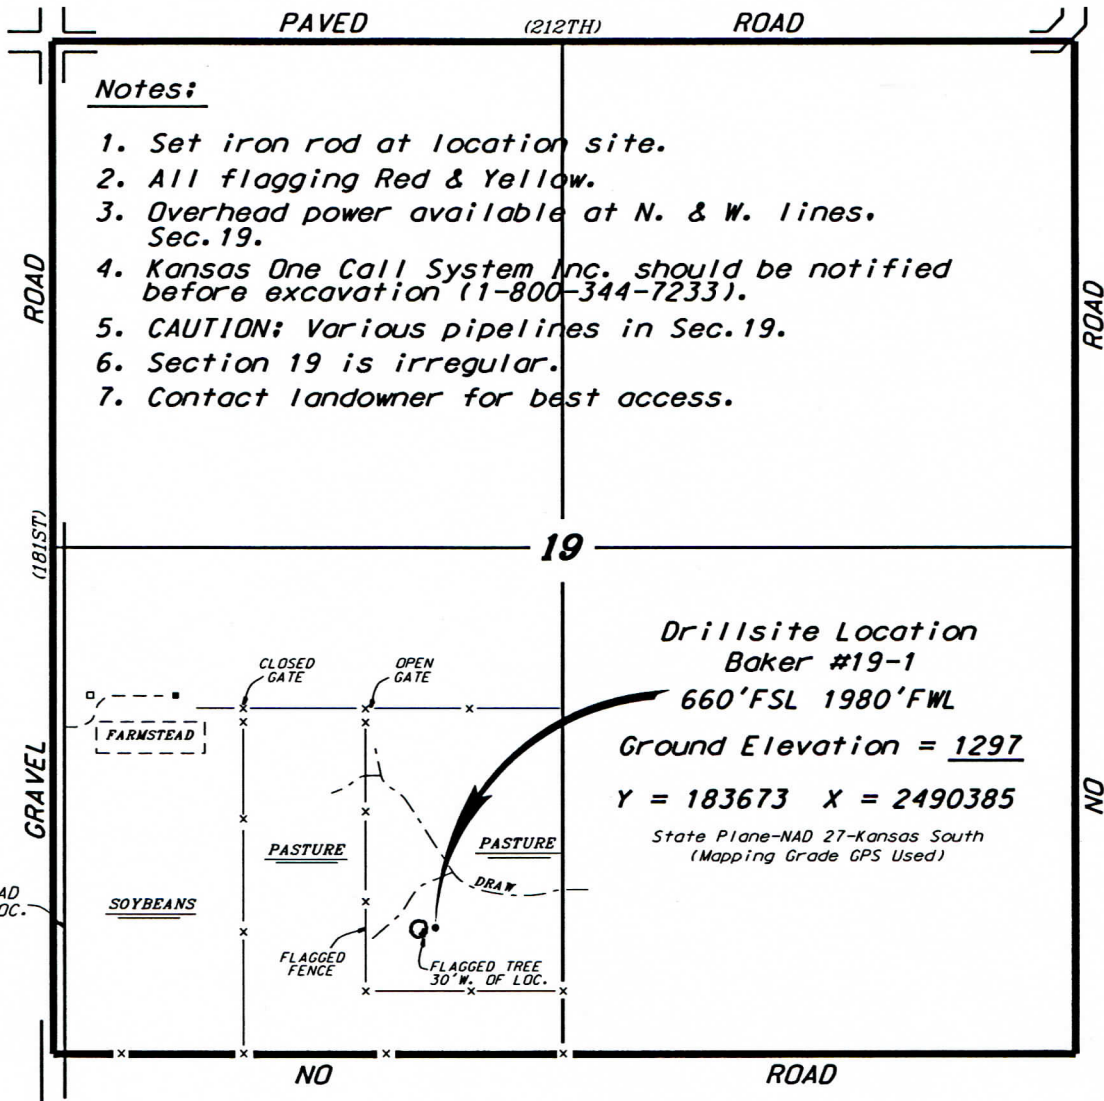 PAVED (212TH) ROAD
Notes:
1. Set iron rod at location site.
2. All flagging Red & Yellow.
3. Overhead power available at N. & W. lines.
Sec.19.
4. Kansas One Call System Inc. should be notified
before excavation (1-800-344-7233).
5. CAUTION: Various pipelines in Sec.19.
6. Section 19 is irregular.
7. Contact landowner for best access.
ROAD
(181ST)
GRAVEL
ROAD
NO
19
Drillsite Location
Baker #19-1
660'FSL 1980'FWL
Ground Elevation = 1297
Y = 183673 X = 2490385
State Plane-NAD 27-Kansas South
(Mapping Grade GPS Used)
CLOSED
GATE
OPEN
GATE
FARMSTEAD
PASTURE
PASTURE
DRAW
SOYBEANS
FLAGGED
FENCE
FLAGGED TREE
30'W. OF LOC.
NO ROAD